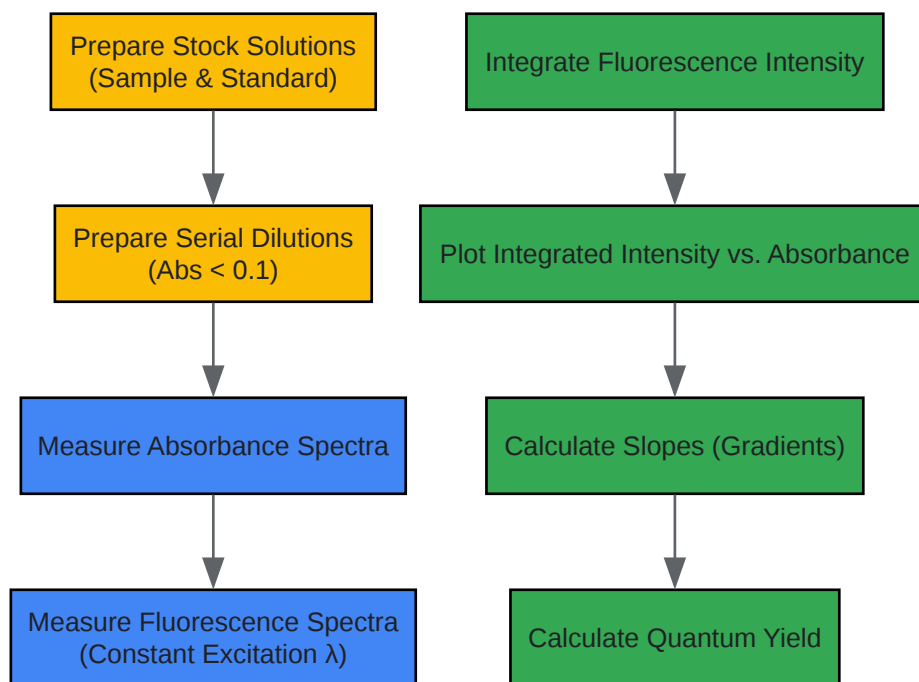 Prepare Stock Solutions
(Sample & Standard)
Prepare Serial Dilutions
(Abs < 0.1)
Measure Absorbance Spectra
Measure Fluorescence Spectra
(Constant Excitation λ)
Integrate Fluorescence Intensity
Plot Integrated Intensity vs. Absorbance
Calculate Slopes (Gradients)
Calculate Quantum Yield